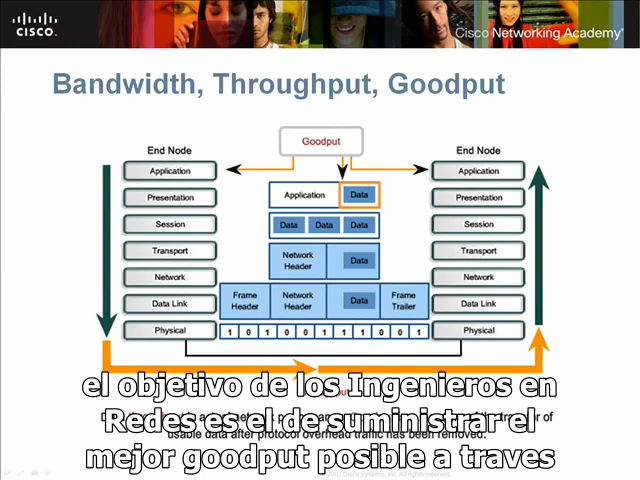 CISCO
Cisco Networking Academy
Bandwidth, Throughput, Goodput
Goodput
End Node
Application
Presentation
Session
Transport
Network
Data Link
Physical
Application Data
Data Data Data
Network Header Data
Frame Header Network Header Data Frame Trailer
1 0 1 0 0 1 1 1 0 0 1
End Node
Application
Presentation
Session
Transport
Network
Data Link
Physical
el objetivo de los Ingenieros en
Redes es el de suministrar el
mejor goodput posible a traves
usable data after protocol overhead traffic has been removed.